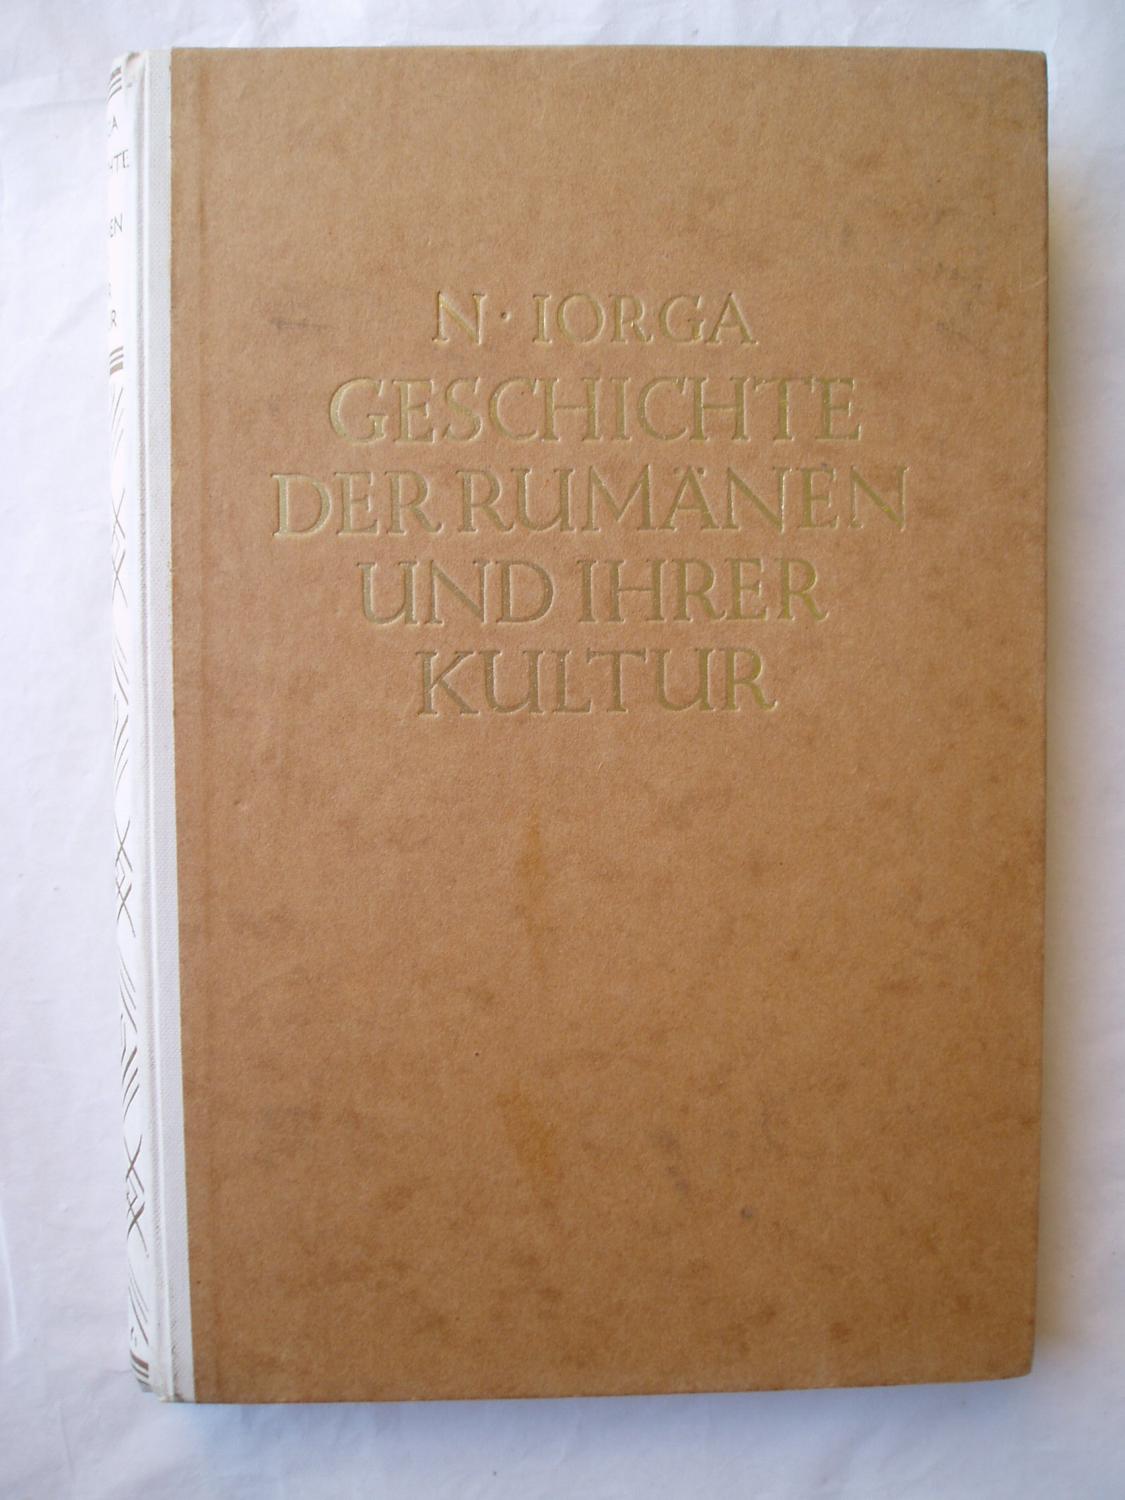 N · IORGA
GESCHICHTE
DER RUMÄNEN
UND IHRER
KULTUR